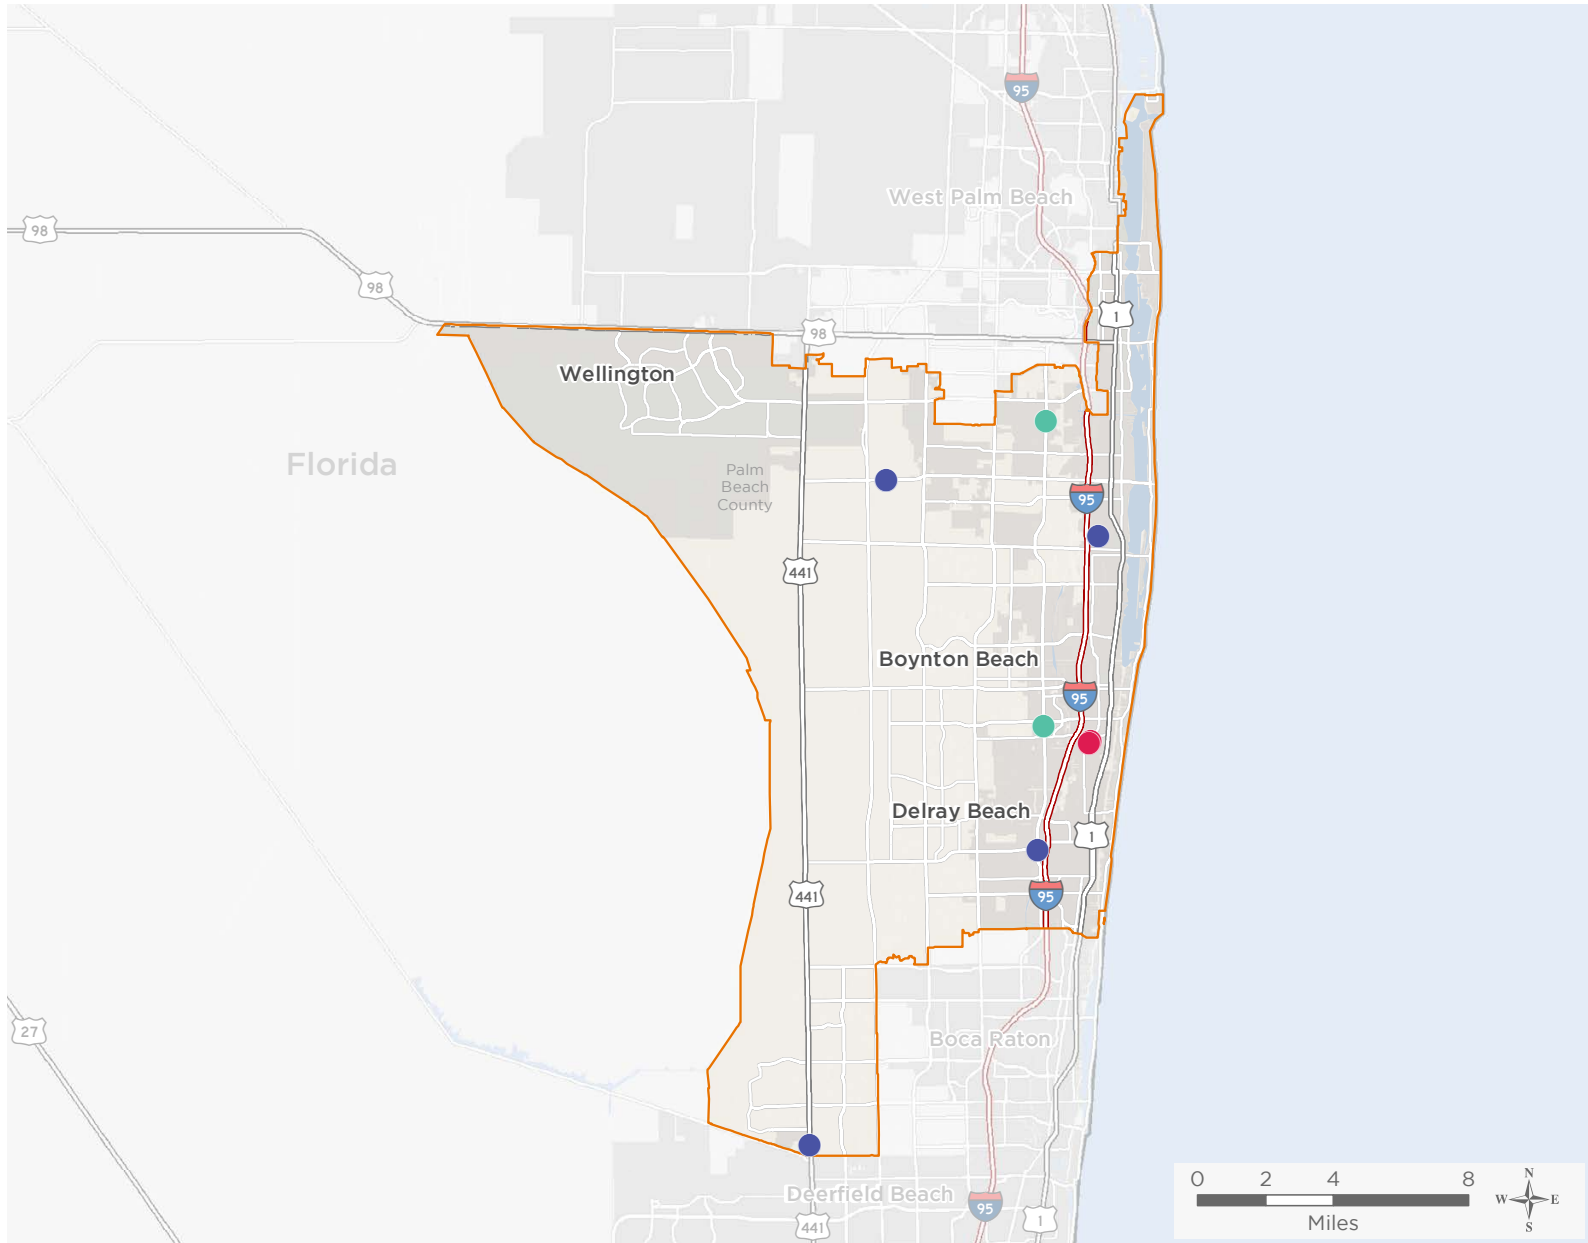 95
West Palm Beach
98
98
1
98
Wellington
Florida
Palm
Beach
County
95
441
Boynton Beach
95
Delray Beach
1
441
95
27
Boca Raton
Deerfield Beach
95
441
1
0 2 4 8
Miles
N
W E
S